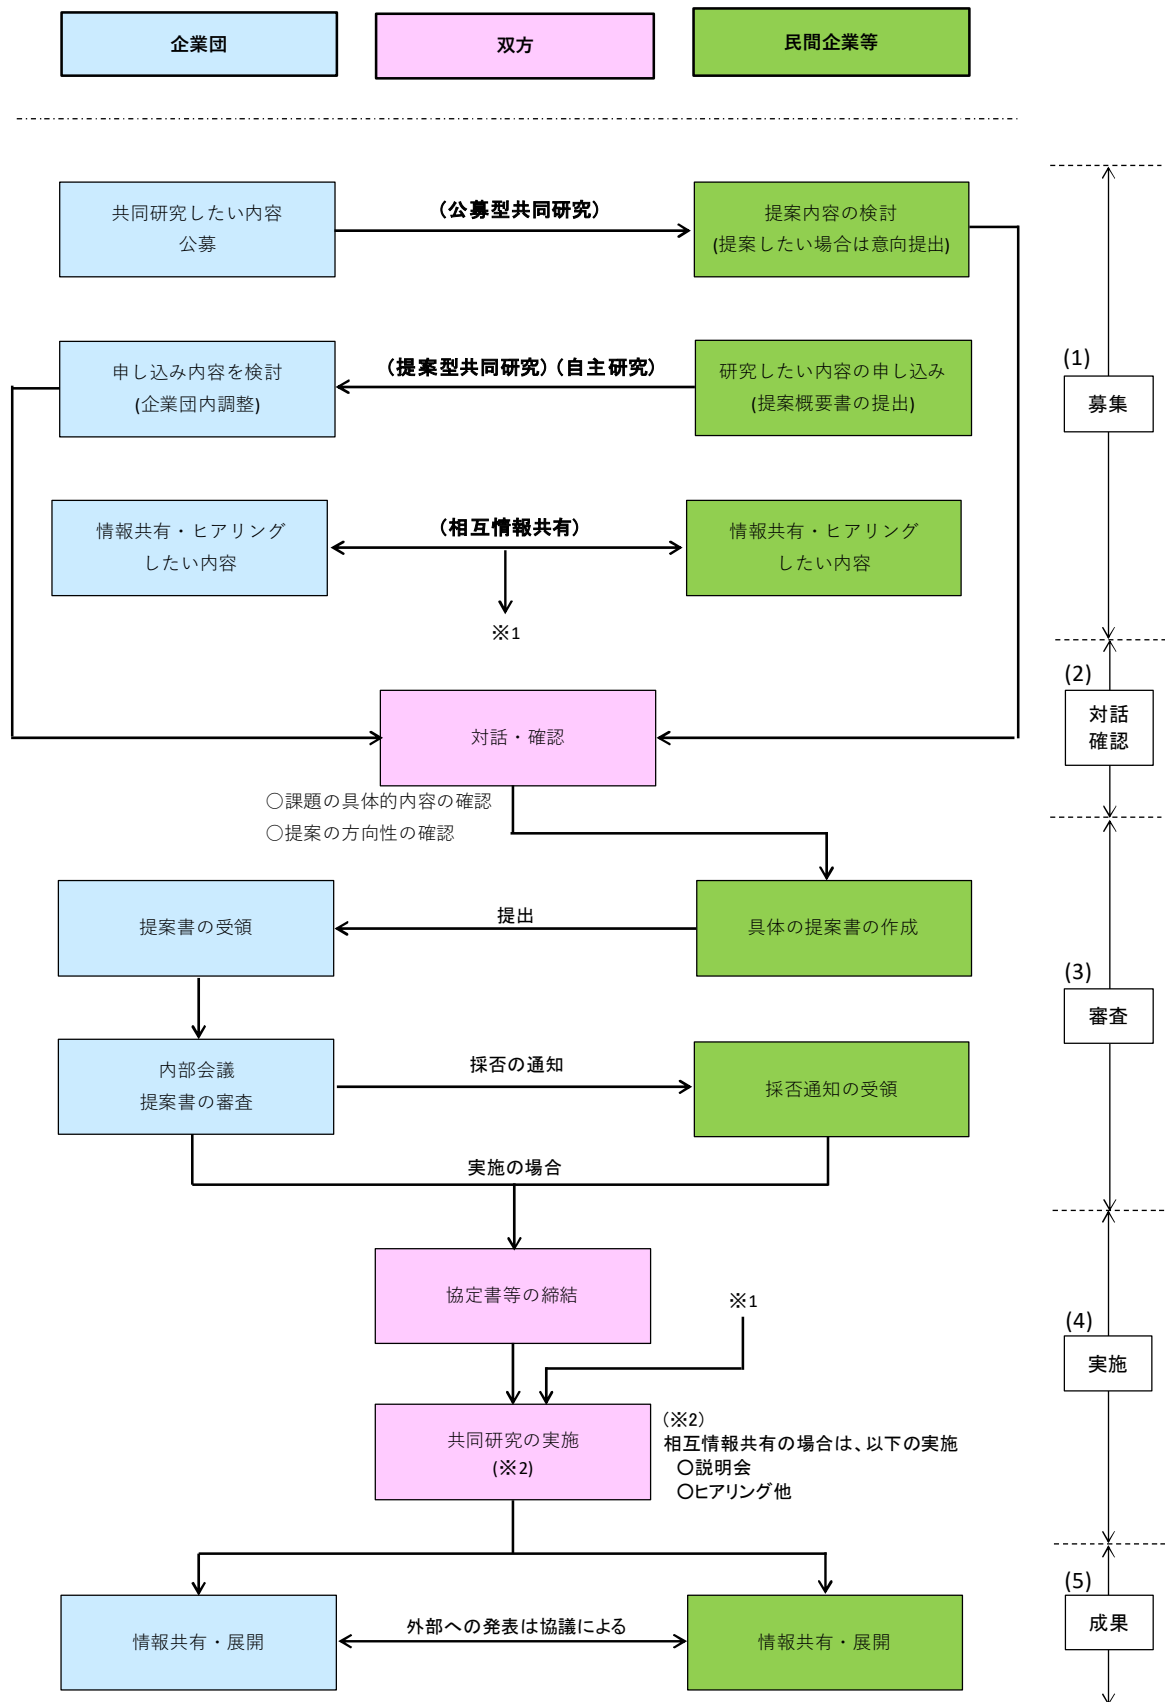 企業団
双方
民間企業等
共同研究したい内容
公募
(公募型共同研究)
提案内容の検討
(提案したい場合は意向提出)
申し込み内容を検討
(企業団内調整)
(提案型共同研究)(自主研究)
研究したい内容の申し込み
(提案概要書の提出)
(1)
募集
情報共有・ヒアリング
したい内容
(相互情報共有)
情報共有・ヒアリング
したい内容
※1
(2)
対話
確認
対話・確認
○課題の具体的内容の確認
○提案の方向性の確認
提案書の受領
提出
具体の提案書の作成
(3)
審査
内部会議
提案書の審査
採否の通知
採否通知の受領
実施の場合
協定書等の締結
※1
(4)
実施
共同研究の実施
(※2)
(※2)
相互情報共有の場合は、以下の実施
○説明会
○ヒアリング他
(5)
成果
情報共有・展開
外部への発表は協議による
情報共有・展開